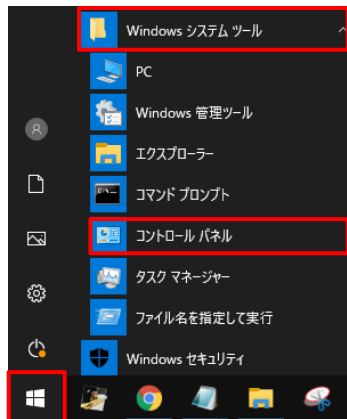 Windows システム ツール
PC
Windows 管理ツール
エクスプローラー
コマンド プロンプト
コントロール パネル
タスク マネージャー
ファイル名を指定して実行
Windows セキュリティ